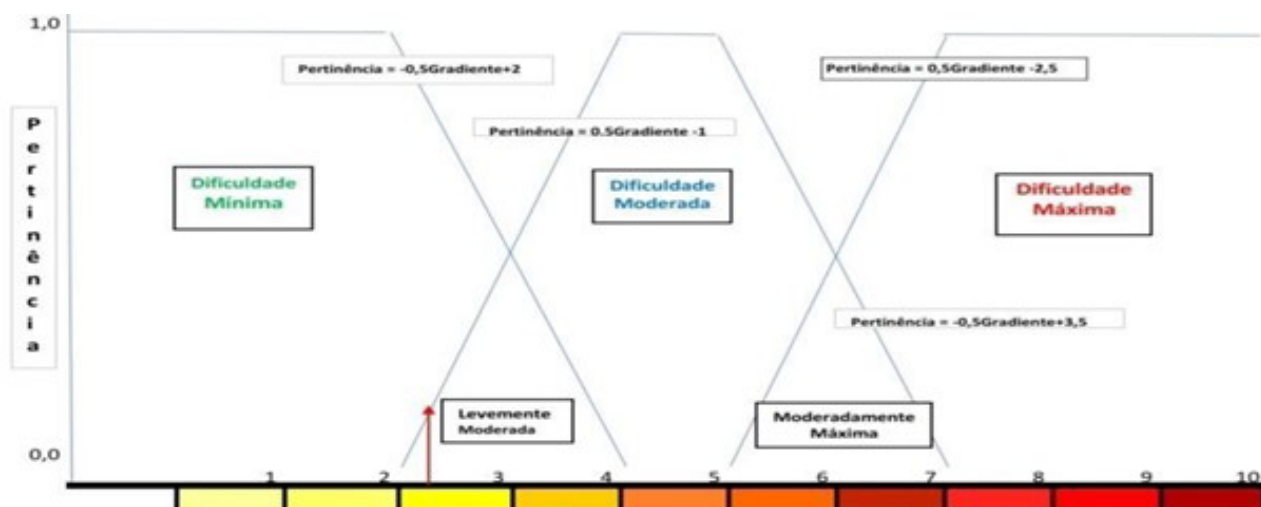 1,0
Pertinência = -0,5Gradiente+2
Pertinência = 0,5Gradiente -2,5
Pertinência = 0.5Gradiente -1
Pertinência
Dificuldade
Mínima
Dificuldade
Moderada
Dificuldade
Máxima
Pertinência = -0,5Gradiente+3,5
Levemente
Moderada
Moderadamente
Máxima
0,0
1 2 3 4 5 6 7 8 9 10